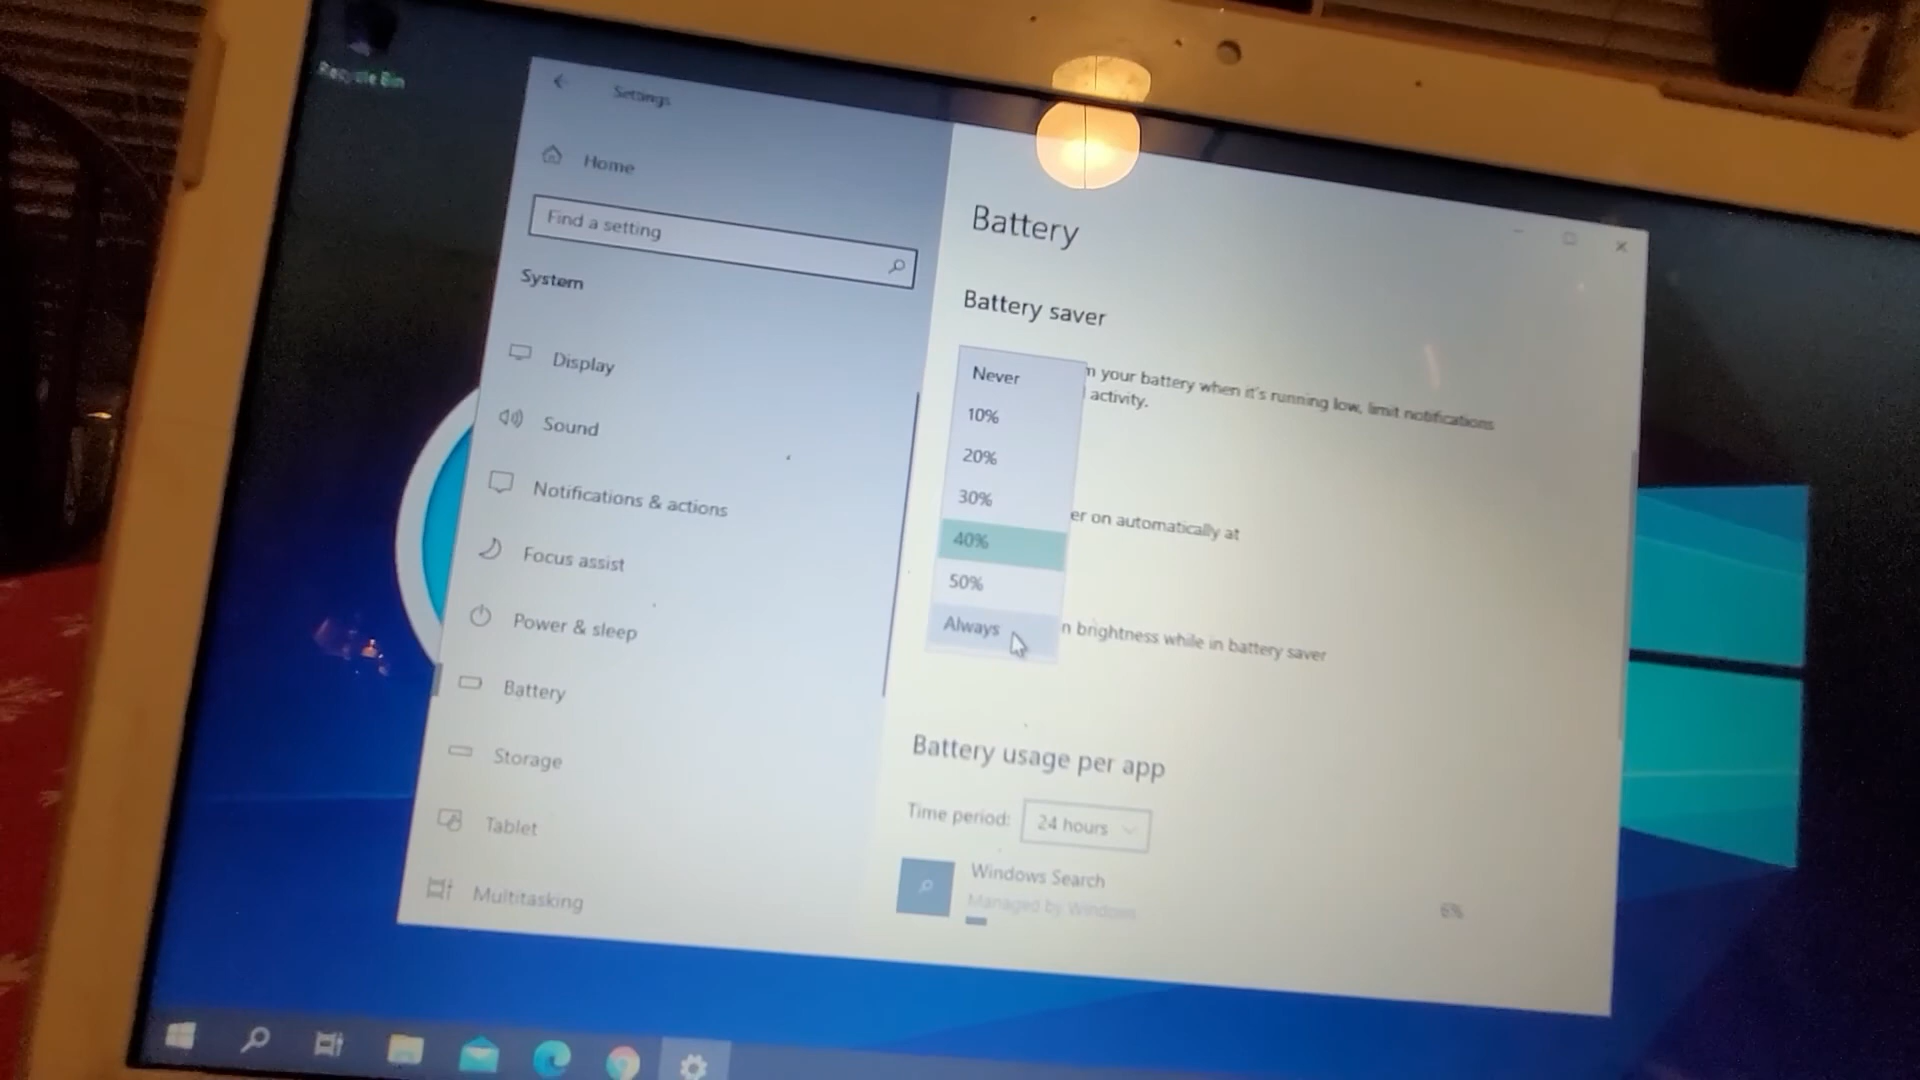 Recycle Bin
Settings
Home
Find a setting
System
Display
Sound
Notifications & actions
Focus assist
Power & sleep
Battery
Storage
Tablet
Multitasking
Battery
Battery saver
n your battery when it's running low, limit notifications
activity.
Never
10%
20%
30%
40%
50%
Always
er on automatically at
n brightness while in battery saver
Battery usage per app
Time period:
24 hours
Windows Search
Managed by Windows
6%